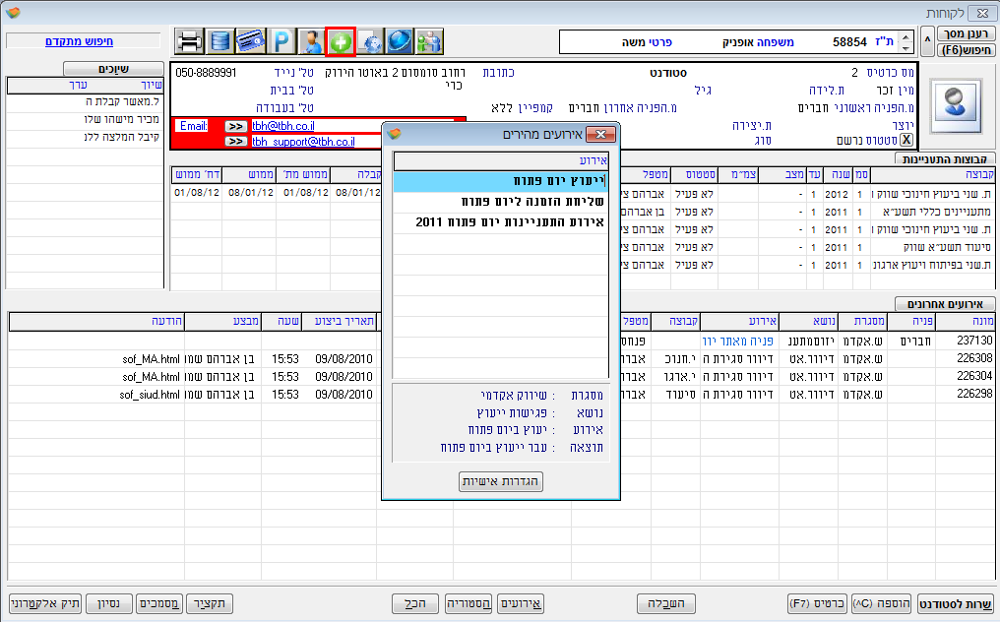 לקוחות
רענן מסך
חיפוש(F6)
ת"ז 58854 משפחה אופניק פרטי משה
חיפוש מתקדם
מס כרטיס 2 סטודנט כתובת רחוב סומסום 2 באוטו הירוק טל' נייד 050-8889991
כרי
מין זכר ת.לידה גיל טל' בבית
מ.הפניה ראשוני חברים מ.הפניה אחרון חברים קמפיין ללא טל' בעבודה
יוצר ת.יצירה
סטטוס נרשם סוג
Email: >> tbh@tbh.co.il
>> tbh_support@tbh.co.il
שיוכים
שיוך ערך
ל.מאשר קבלת ה
מכיר מישהו שלו
קיבל המלצה ללנ
קבוצות התעניינות
קבוצה סמ שנה עד מצב צמ"מ סטטוס מטפל קבלה ממוש מת' ממוש דח' ממוש
ת. שני ביעוץ חינוכי שווק ו 1 2012 1 - לא פעיל אברהם צי 08/01/12 08/01/12 01/08/12
מתעניינים כללי תשע"א 1 2011 1 - לא פעיל בן אברהם
ת. שני ביעוץ חינוכי שווק ו 1 2011 1 - לא פעיל אברהם צי
סיעוד תשע"א שווק 1 2011 1 - לא פעיל אברהם צי
ת.שני בפיתוח ויעוץ ארגונ 1 2011 1 - לא פעיל אברהם צי
אירועים מהירים
אירוע
ייעוץ יום פתוח
שליחת הזמנה ליום פתוח
אירוע התעניינות יום פתוח 2011
מסגרת : שיווק אקדמי
נושא : פגישות ייעוץ
אירוע : יעוץ ביום פתוח
תוצאה : עבר ייעוץ ביום פתוח
הגדרות אישיות
אירועים אחרונים
מונה פניה מסגרת נושא אירוע קבוצה מטפל תאריך ביצוע שעה מבצע הודעה
237130 חברים ש.אקדמ יזוםמתענ פניה מאתר יוו פנחס
226308 ש.אקדמ דיוור.אט דיוור סגירת ה י.חנוכ אברה 09/08/2010 15:53 בן אברהם שמו sof_MA.html
226304 ש.אקדמ דיוור.אט דיוור סגירת ה י.ארגו אברה 09/08/2010 15:53 בן אברהם שמו sof_MA.html
226298 ש.אקדמ דיוור.אט דיוור סגירת ה סיעוד אברה 09/08/2010 15:53 בן אברהם שמו sof_siud.html
שרות לסטודנט הוספה (^C) כרטיס (F7) השכלה אירועים הסטוריה הכל תקציר מסמכים נסיון תיק אלקטרוני